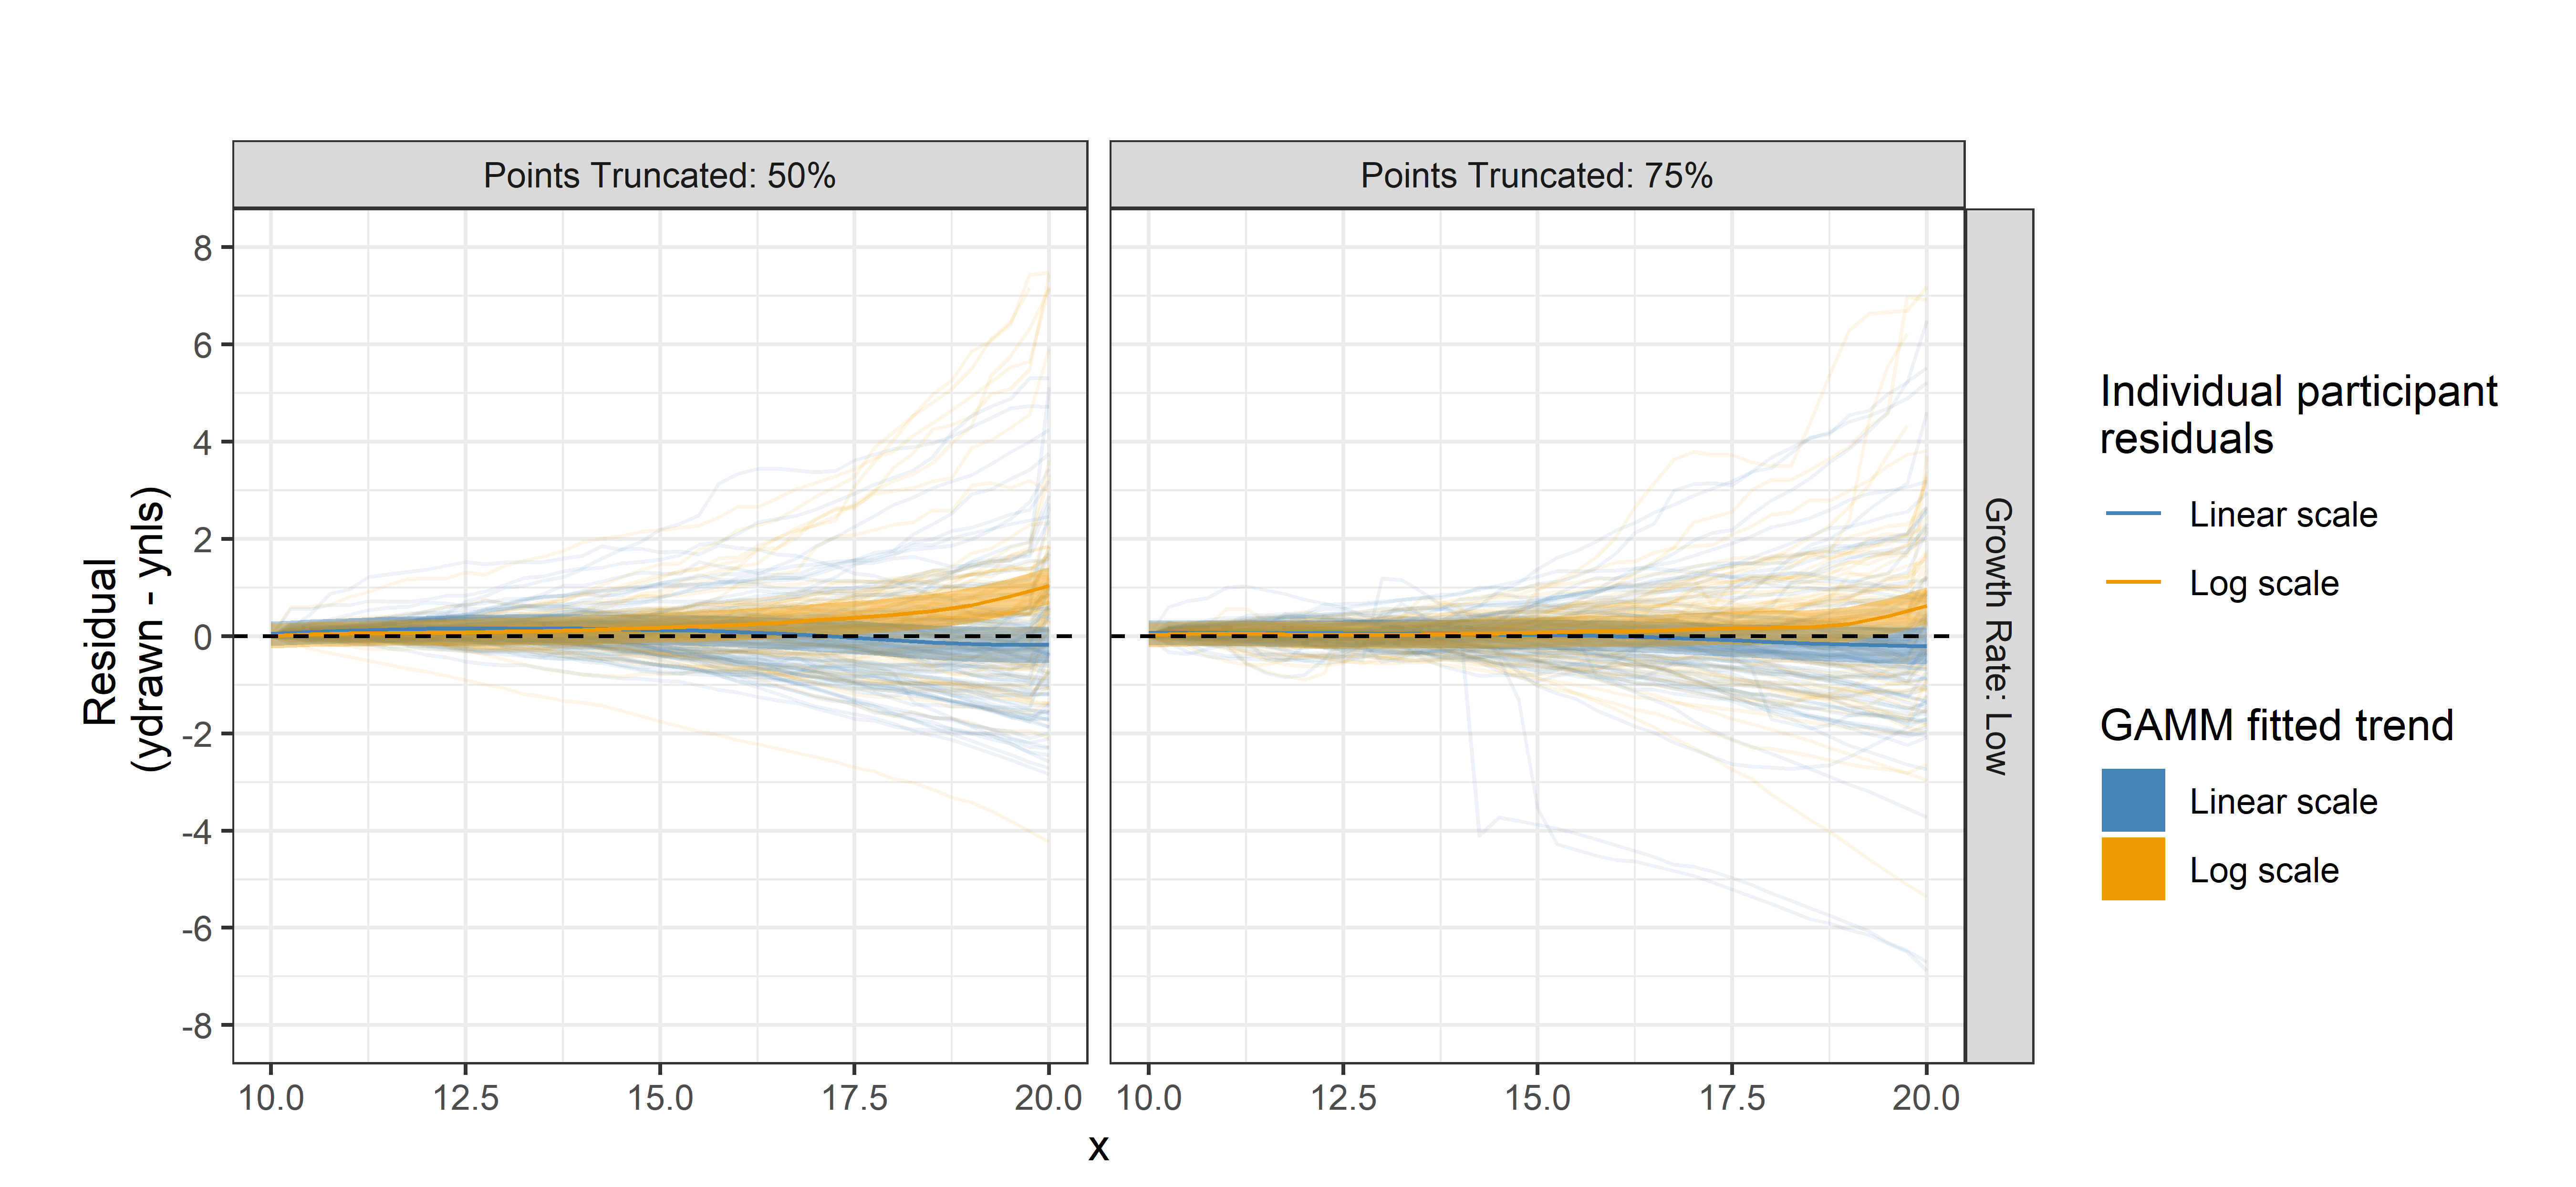 Points Truncated: 50%
Points Truncated: 75%
8
6
4
2
0
-2
-4
-6
-8
Residual
(ydrawn - ynls)
10.0 12.5 15.0 17.5 20.0
10.0 12.5 15.0 17.5 20.0
x
Growth Rate: Low
Individual participant
residuals
Linear scale
Log scale
GAMM fitted trend
Linear scale
Log scale